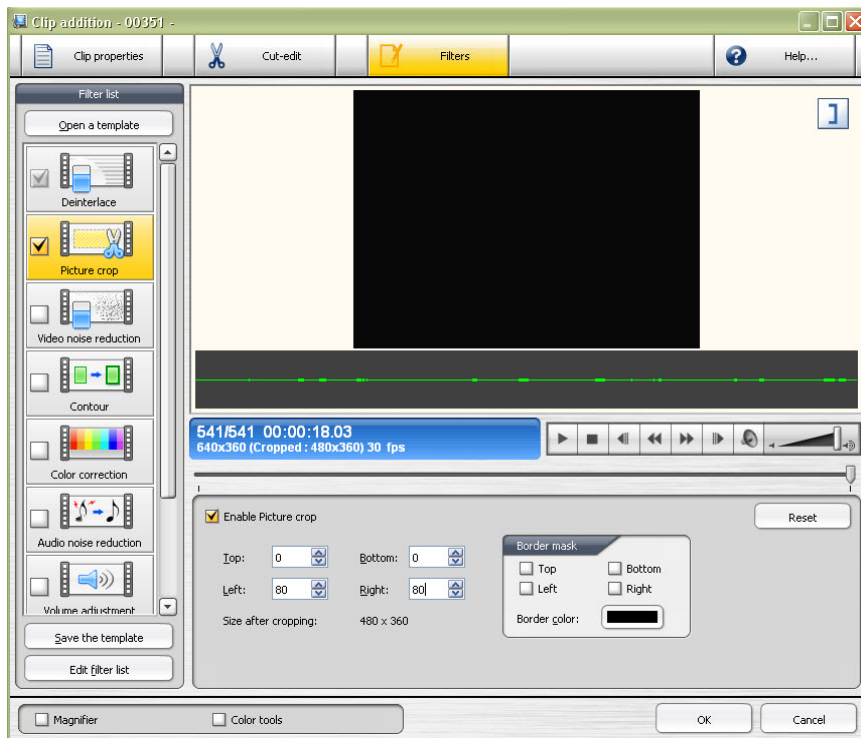 Clip addition - 00351 -
Clip properties
Cut-edit
Filters
Help...
Filter list
Open a template
Deinterlace
Picture crop
Video noise reduction
Contour
Color correction
Audio noise reduction
Volume adjustment
Save the template
Edit filter list
541/541 00:00:18.03
640x360 (Cropped : 480x360) 30 fps
Enable Picture crop
Reset
Top: 0 Bottom: 0
Left: 80 Right: 80
Size after cropping: 480 x 360
Border mask
Top Bottom
Left Right
Border color:
Magnifier
Color tools
OK
Cancel